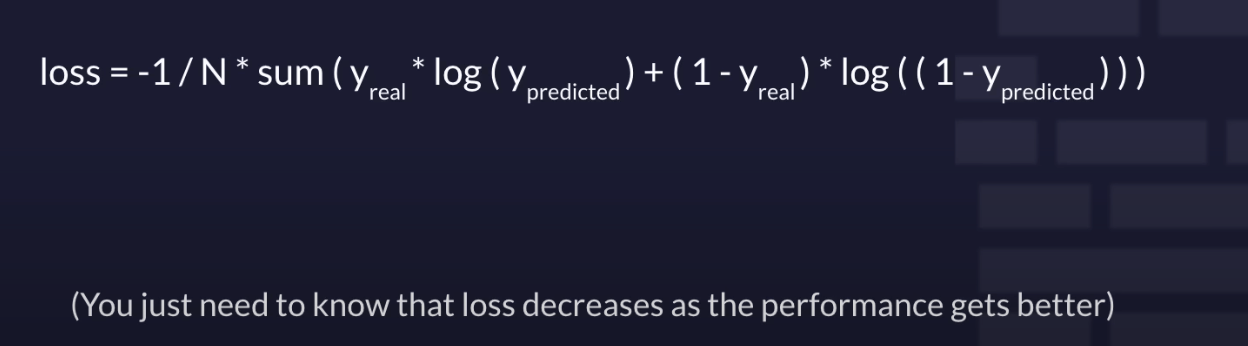 loss = -1 / N * sum ( y_real * log ( y_predicted ) + ( 1 - y_real ) * log ( ( 1 - y_predicted ) ) )
(You just need to know that loss decreases as the performance gets better)